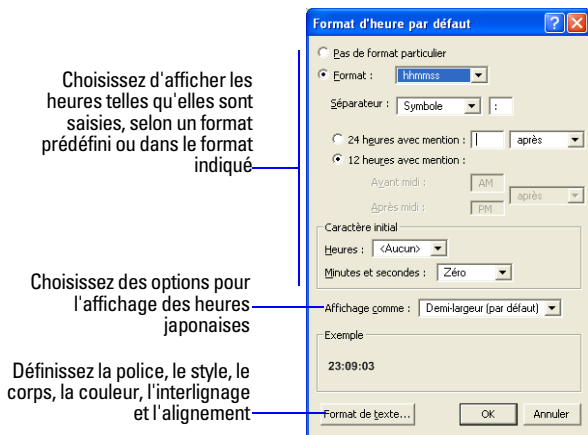 Format d'heure par défaut
Pas de format particulier
Format : hhmmss
Séparateur : Symbole :
24 heures avec mention : après
12 heures avec mention :
Avant midi : AM
après
Après midi : PM
Caractère initial
Heures : <Aucun>
Minutes et secondes : Zéro
Affichage comme : Demi-largeur (par défaut)
Exemple
23:09:03
Format de texte... OK Annuler
Choisissez d'afficher les
heures telles qu'elles sont
saisies, selon un format
prédéfini ou dans le format
indiqué
Choisissez des options pour
l'affichage des heures
japonaises
Définissez la police, le style, le
corps, la couleur, l'interlignage
et l'alignement